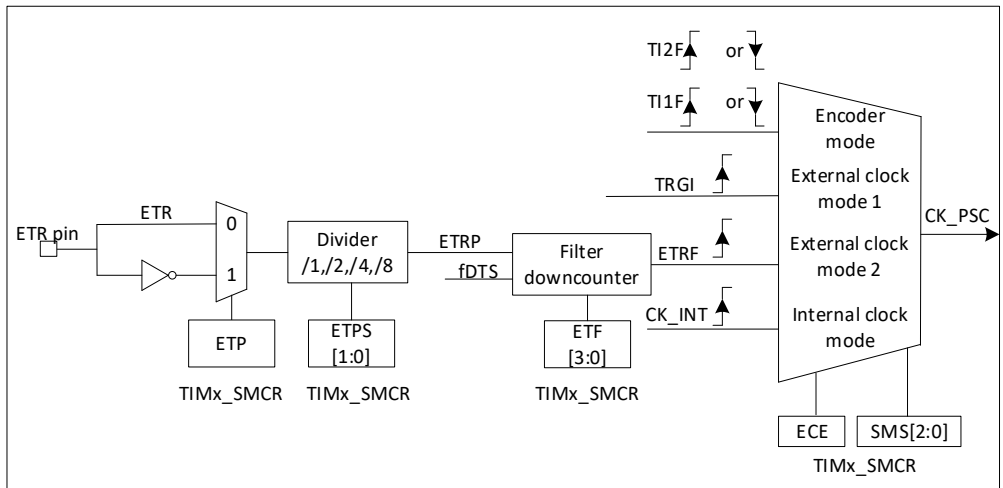 TI2F or
TI1F or
Encoder
mode
TRGI
External clock
mode 1
CK_PSC
ETR pin
ETR
0
1
Divider
/1,/2,/4,/8
ETRP
fDTS
Filter
downcounter
ETRF
External clock
mode 2
CK_INT
Internal clock
mode
ETP
ETPS
[1:0]
ETF
[3:0]
TIMx_SMCR
TIMx_SMCR
TIMx_SMCR
ECE
SMS[2:0]
TIMx_SMCR